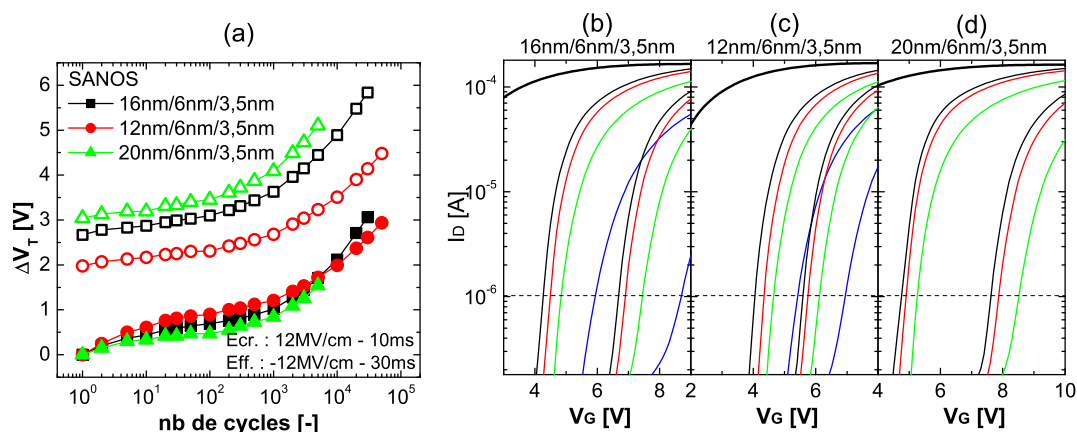 (a)
SANOS
16nm/6nm/3,5nm
12nm/6nm/3,5nm
20nm/6nm/3,5nm
Ecr. : 12MV/cm - 10ms
Eff. : -12MV/cm - 30ms
ΔV_T [V]
6
5
4
3
2
1
0
10^0 10^1 10^2 10^3 10^4 10^5
nb de cycles [-]
(b) (c) (d)
16nm/6nm/3,5nm 12nm/6nm/3,5nm 20nm/6nm/3,5nm
I_D [A]
10^-4
10^-5
10^-6
4 6 8 2 4 6 8 4 6 8 10
V_G [V] V_G [V] V_G [V]